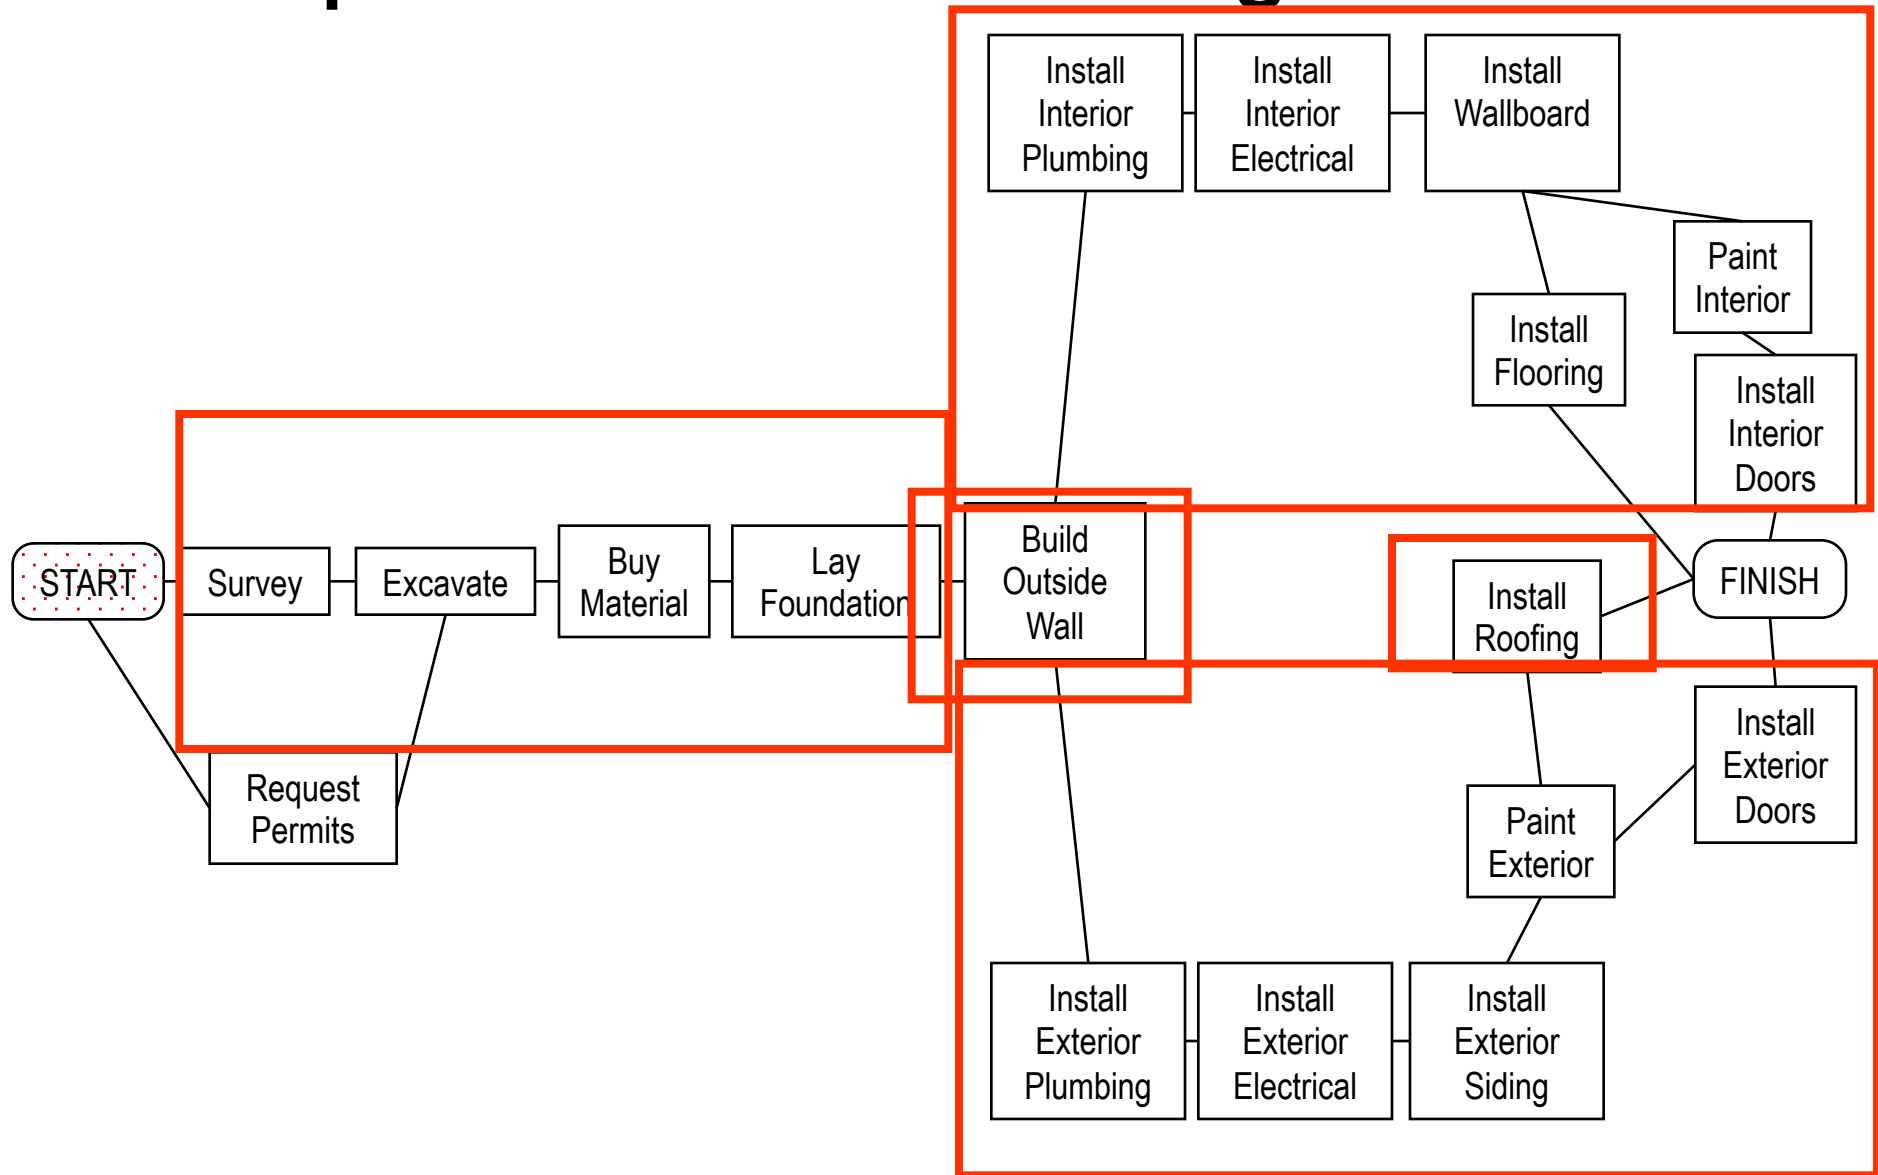 Install
Interior
Plumbing
Install
Interior
Electrical
Install
Wallboard
Paint
Interior
Install
Flooring
Install
Interior
Doors
START
Survey
Excavate
Buy
Material
Lay
Foundation
Build
Outside
Wall
Install
Roofing
FINISH
Request
Permits
Install
Exterior
Doors
Paint
Exterior
Install
Exterior
Plumbing
Install
Exterior
Electrical
Install
Exterior
Siding